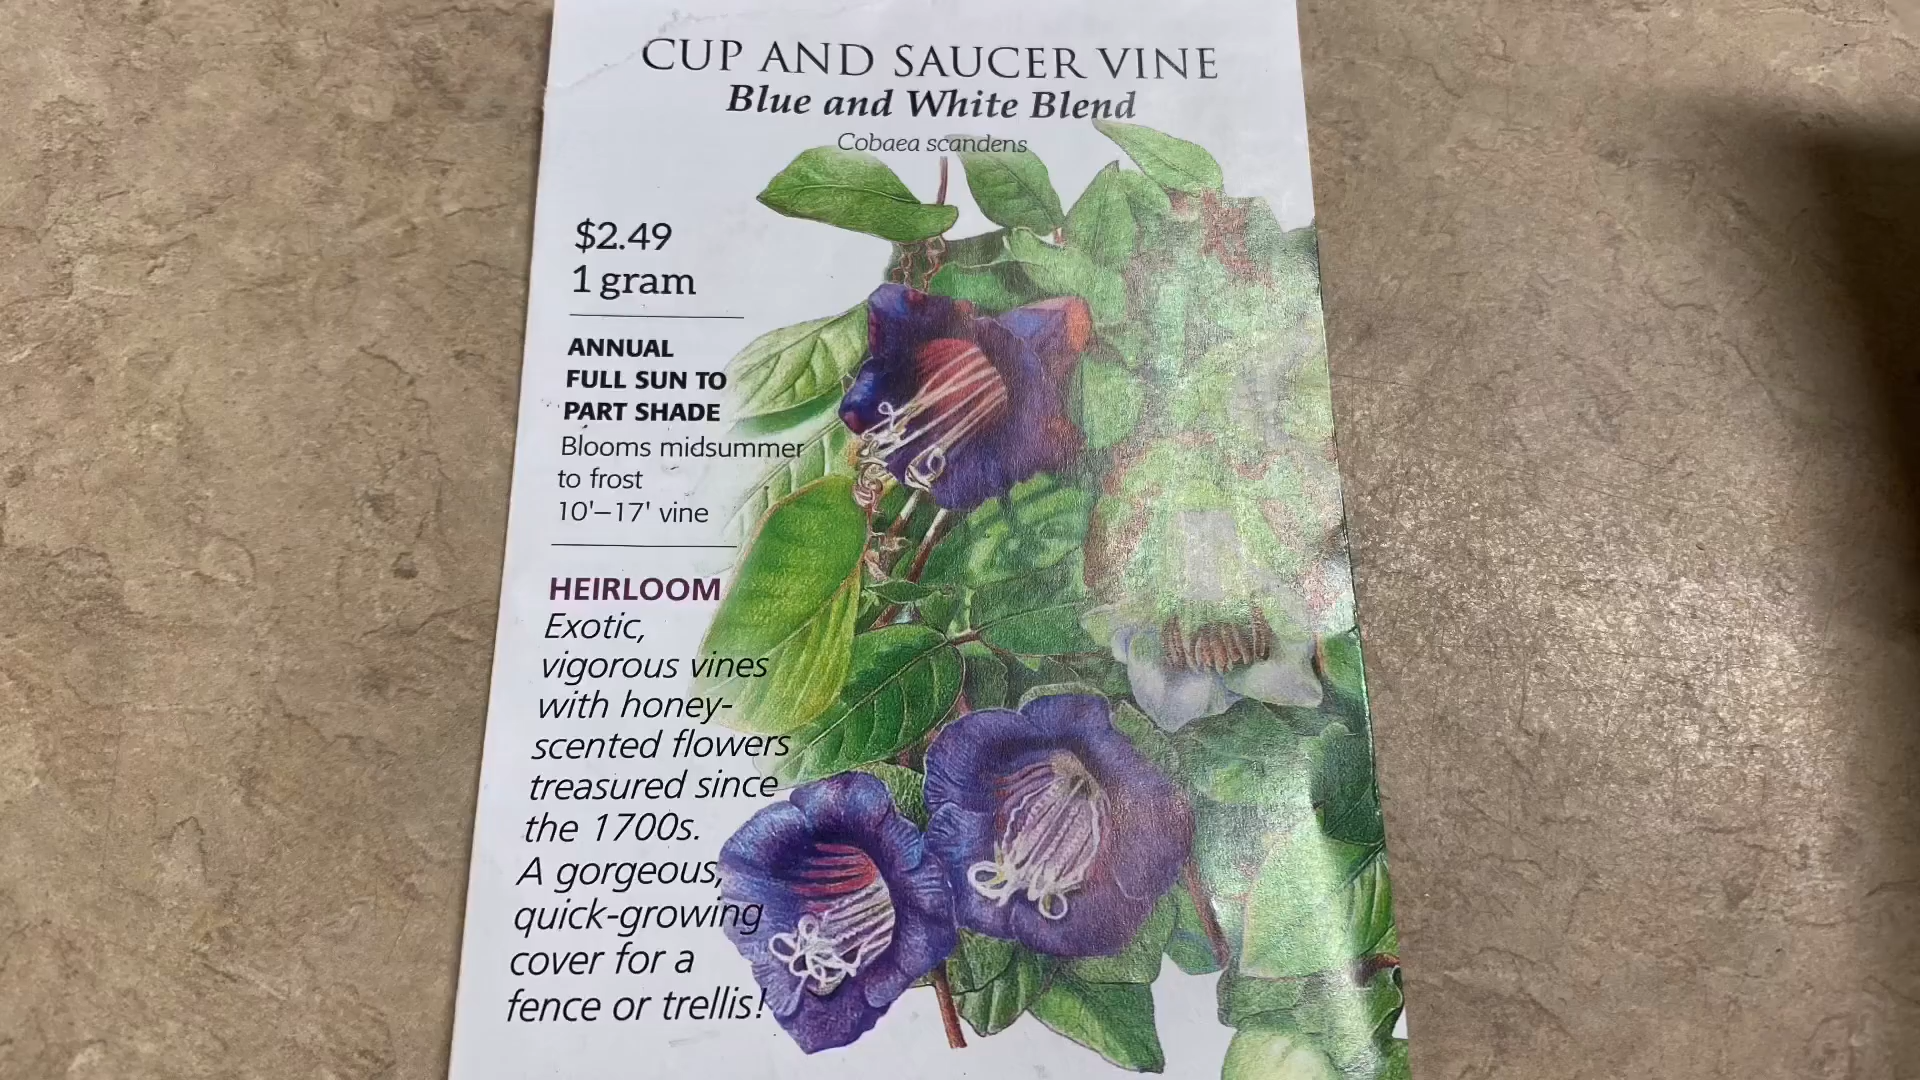 CUP AND SAUCER VINE
Blue and White Blend
Cobaea scandens
$2.49
1 gram
ANNUAL
FULL SUN TO
PART SHADE
Blooms midsummer
to frost
10'–17' vine
HEIRLOOM
Exotic,
vigorous vines
with honey-
scented flowers
treasured since
the 1700s.
A gorgeous,
quick-growing
cover for a
fence or trellis!